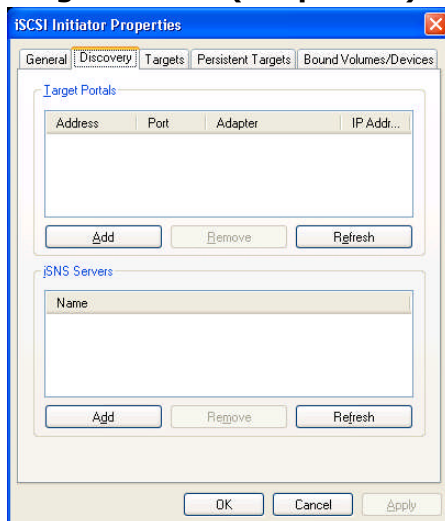 iSCSI Initiator Properties
General Discovery Targets Persistent Targets Bound Volumes/Devices
Target Portals
Address Port Adapter IP Addr...
Add Remove Refresh
iSNS Servers
Name
Add Remove Refresh
OK Cancel Apply